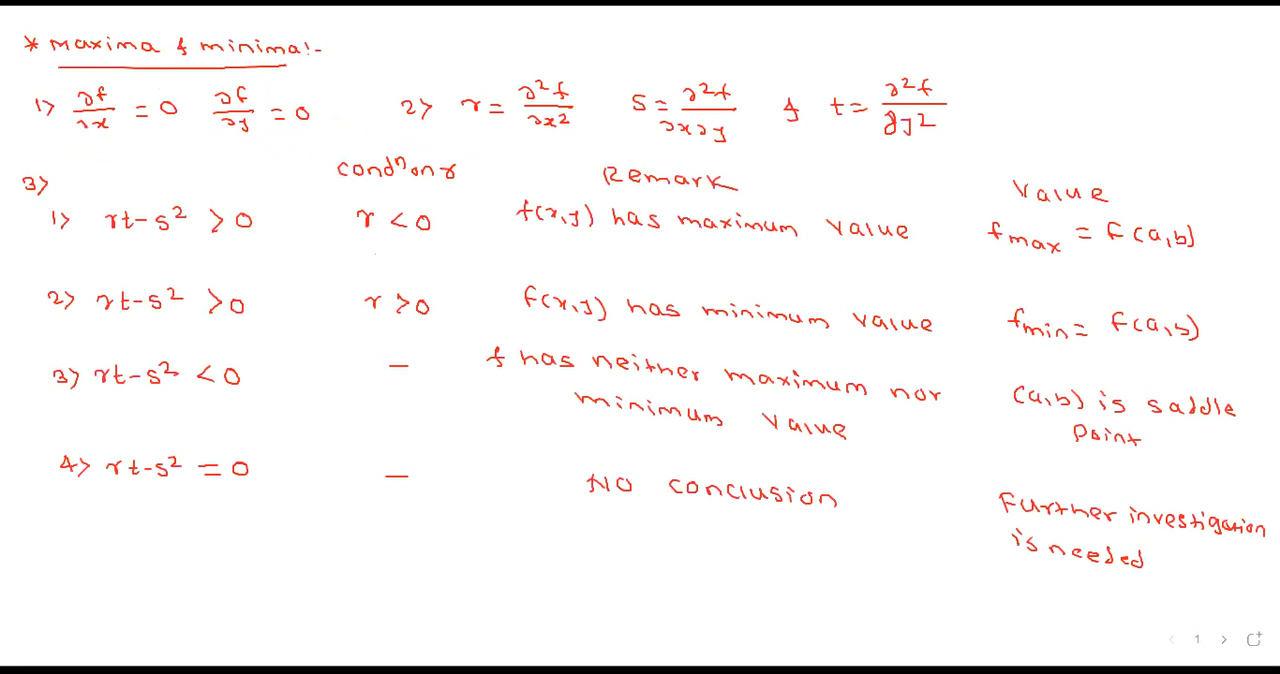 * Maxima & minima:-
1> ∂f/∂x = 0 ∂f/∂y = 0 2> r = ∂²f/∂x² s = ∂²f/∂x∂y & t = ∂²f/∂y²
3> condⁿons Remark Value
1> rt-s² > 0 r < 0 f(x,y) has maximum value fmax = f(a,b)
2> rt-s² > 0 r > 0 f(x,y) has minimum value fmin = f(a,b)
3> rt-s² < 0 — f has neither maximum nor
minimum value
(a,b) is saddle
point
4> rt-s² = 0 — No conclusion
Further investigation
is needed
1